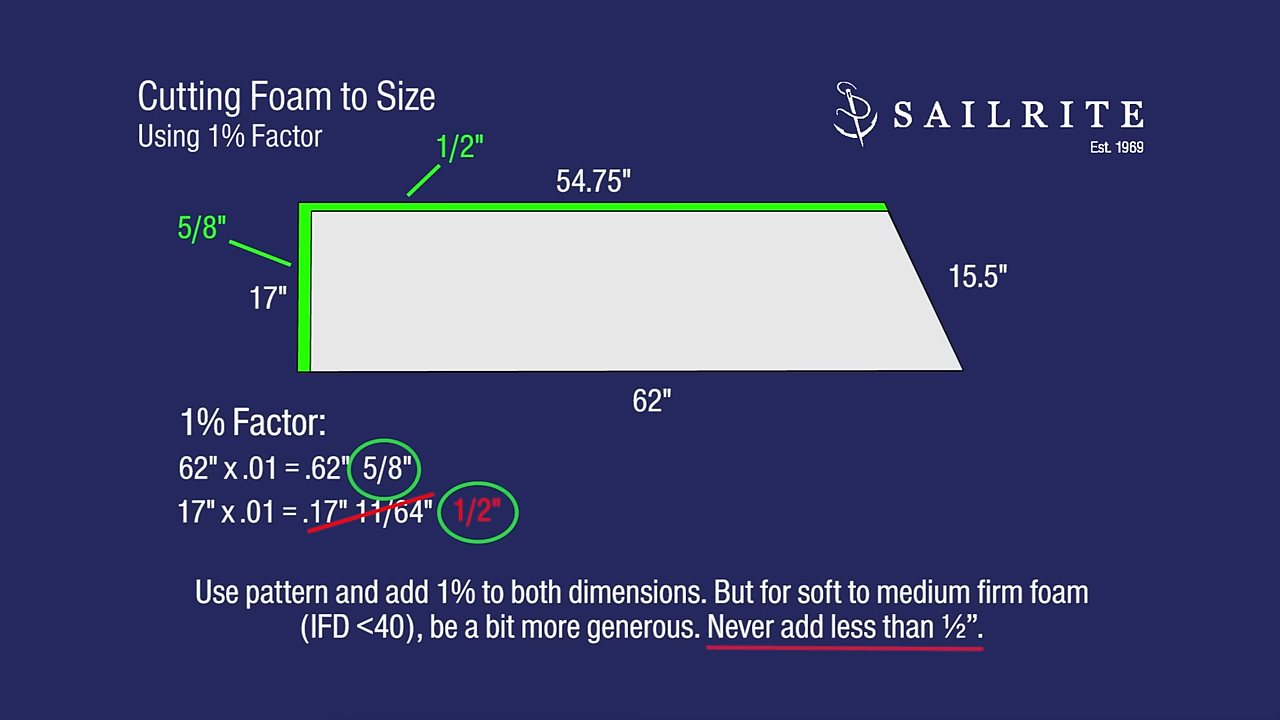 Cutting Foam to Size
Using 1% Factor
SAILRITE
Est. 1969
1/2"
54.75"
5/8"
17"
15.5"
62"
1% Factor:
62" x .01 = .62" 5/8"
17" x .01 = .17" 11/64" 1/2"
Use pattern and add 1% to both dimensions. But for soft to medium firm foam
(IFD <40), be a bit more generous. Never add less than ½”.